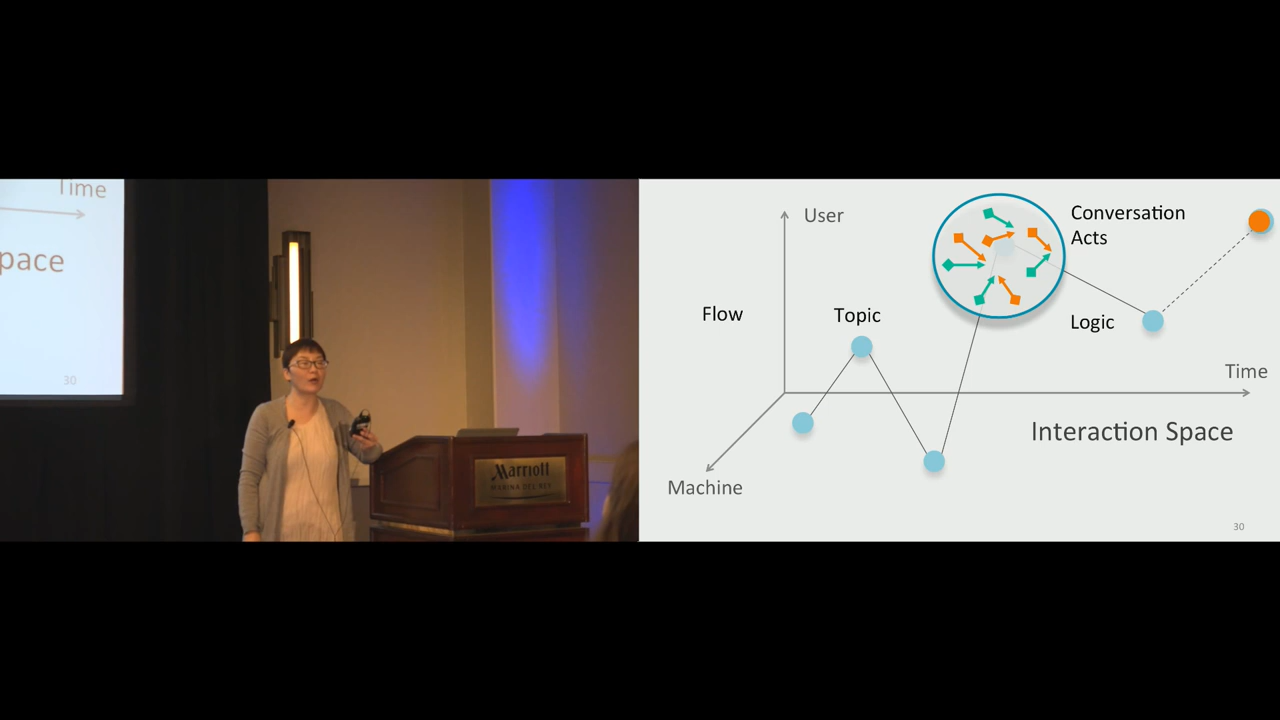 Time
pace
30
Marriott
MARINA DEL REY
User
Conversation
Acts
Flow
Topic
Logic
Time
Interaction Space
Machine
30